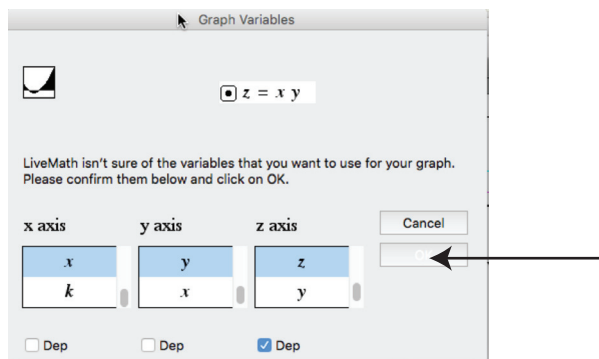 Graph Variables
z = x y
LiveMath isn't sure of the variables that you want to use for your graph.
Please confirm them below and click on OK.
x axis y axis z axis Cancel
x y z
k x y
Dep Dep Dep